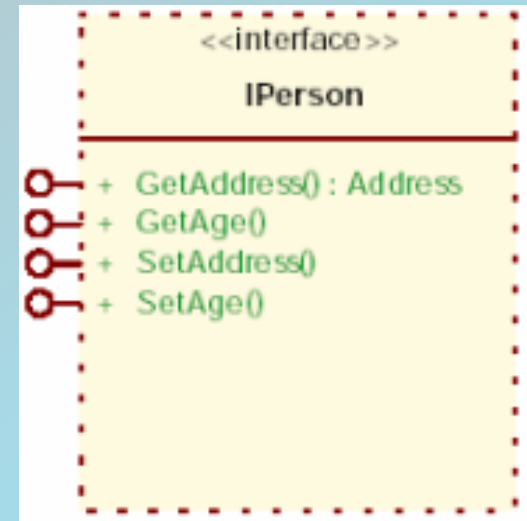 <<interface>>
IPerson
+ GetAddress() : Address
+ GetAge()
+ SetAddress()
+ SetAge()